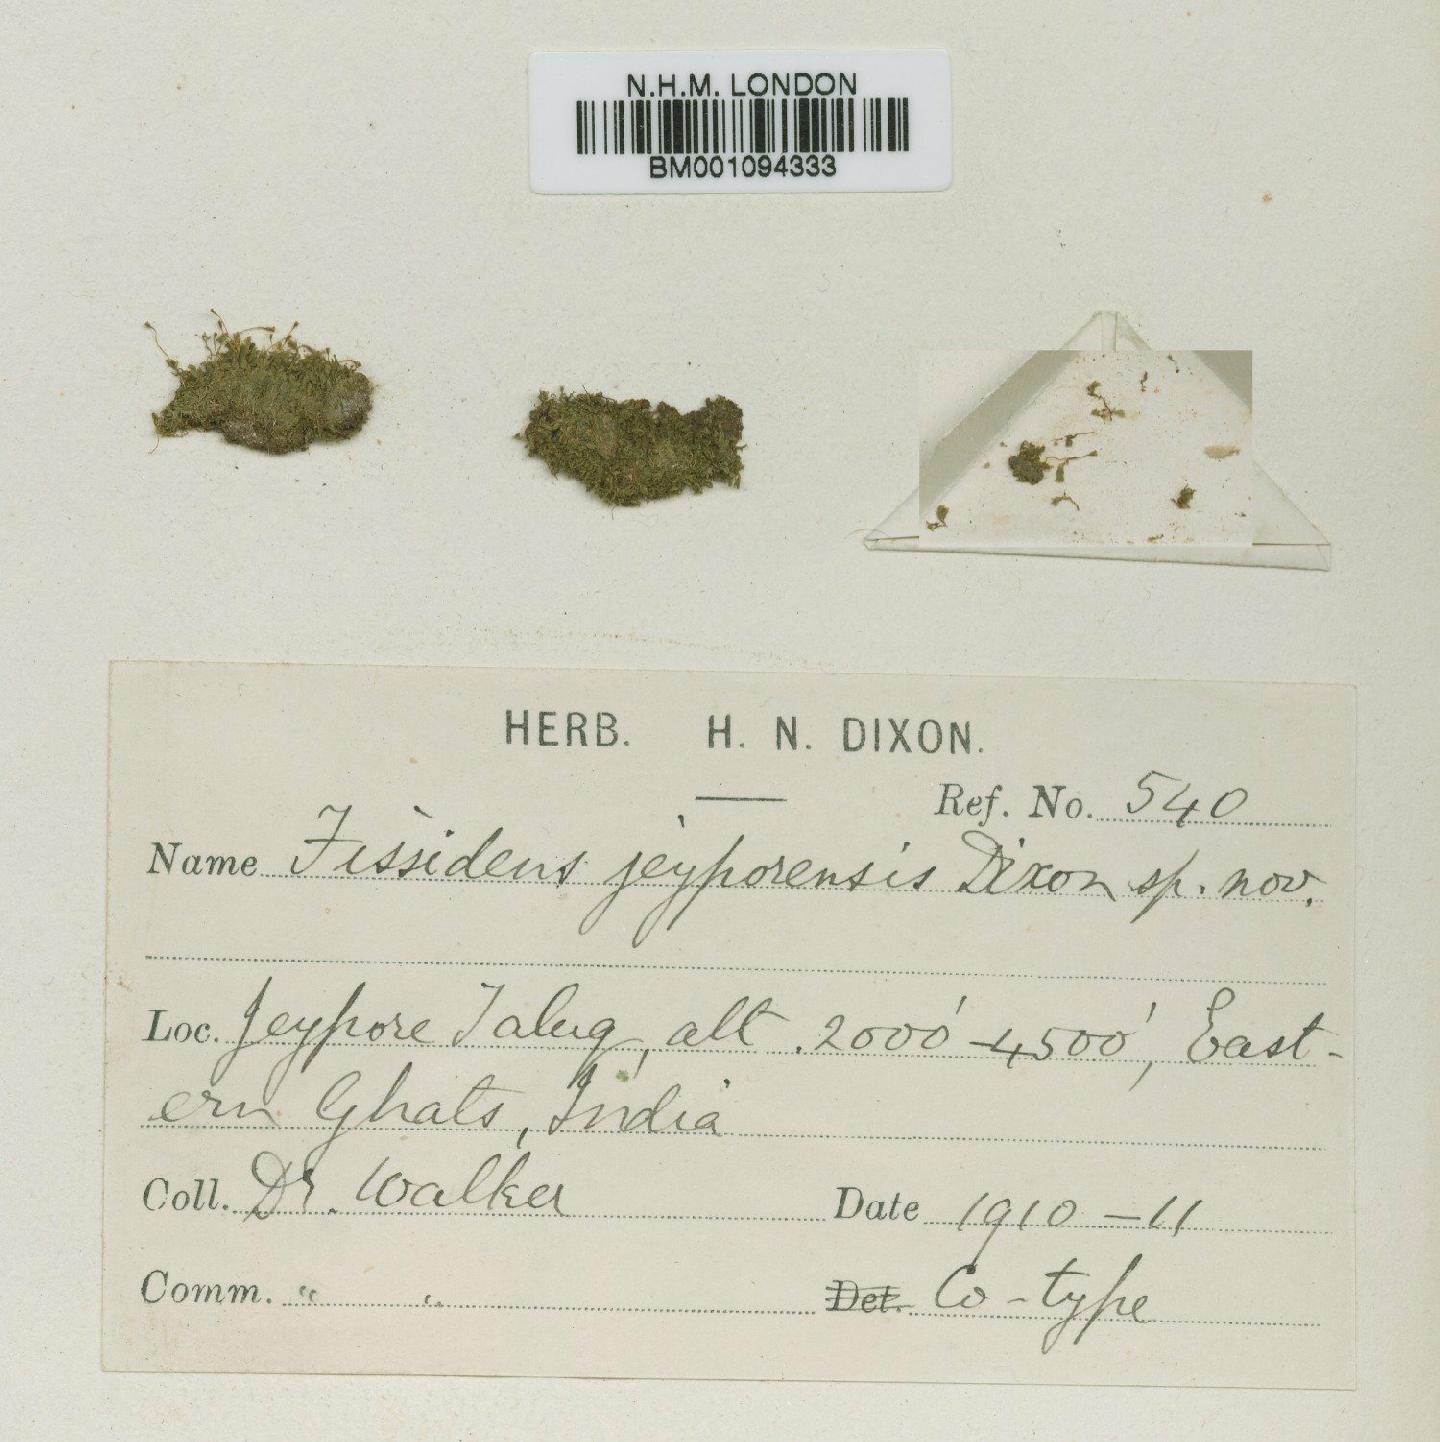 N.H.M. LONDON
BM001094333
HERB. H. N. DIXON.
Ref. No. 540
Name Fissidens jeyporensis Dixon sp. nov.
Loc. Jeypore Taluq, alt. 2000' - 4500', East-
ern Ghats, India
Coll. Dr. Walker Date 1910-11
Comm. " " Det. Co-type